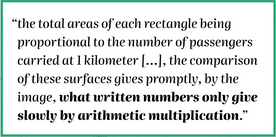 “the total areas of each rectangle being
proportional to the number of passengers
carried at 1 kilometer [...], the comparison
of these surfaces gives promptly, by the
image, what written numbers only give
slowly by arithmetic multiplication.”